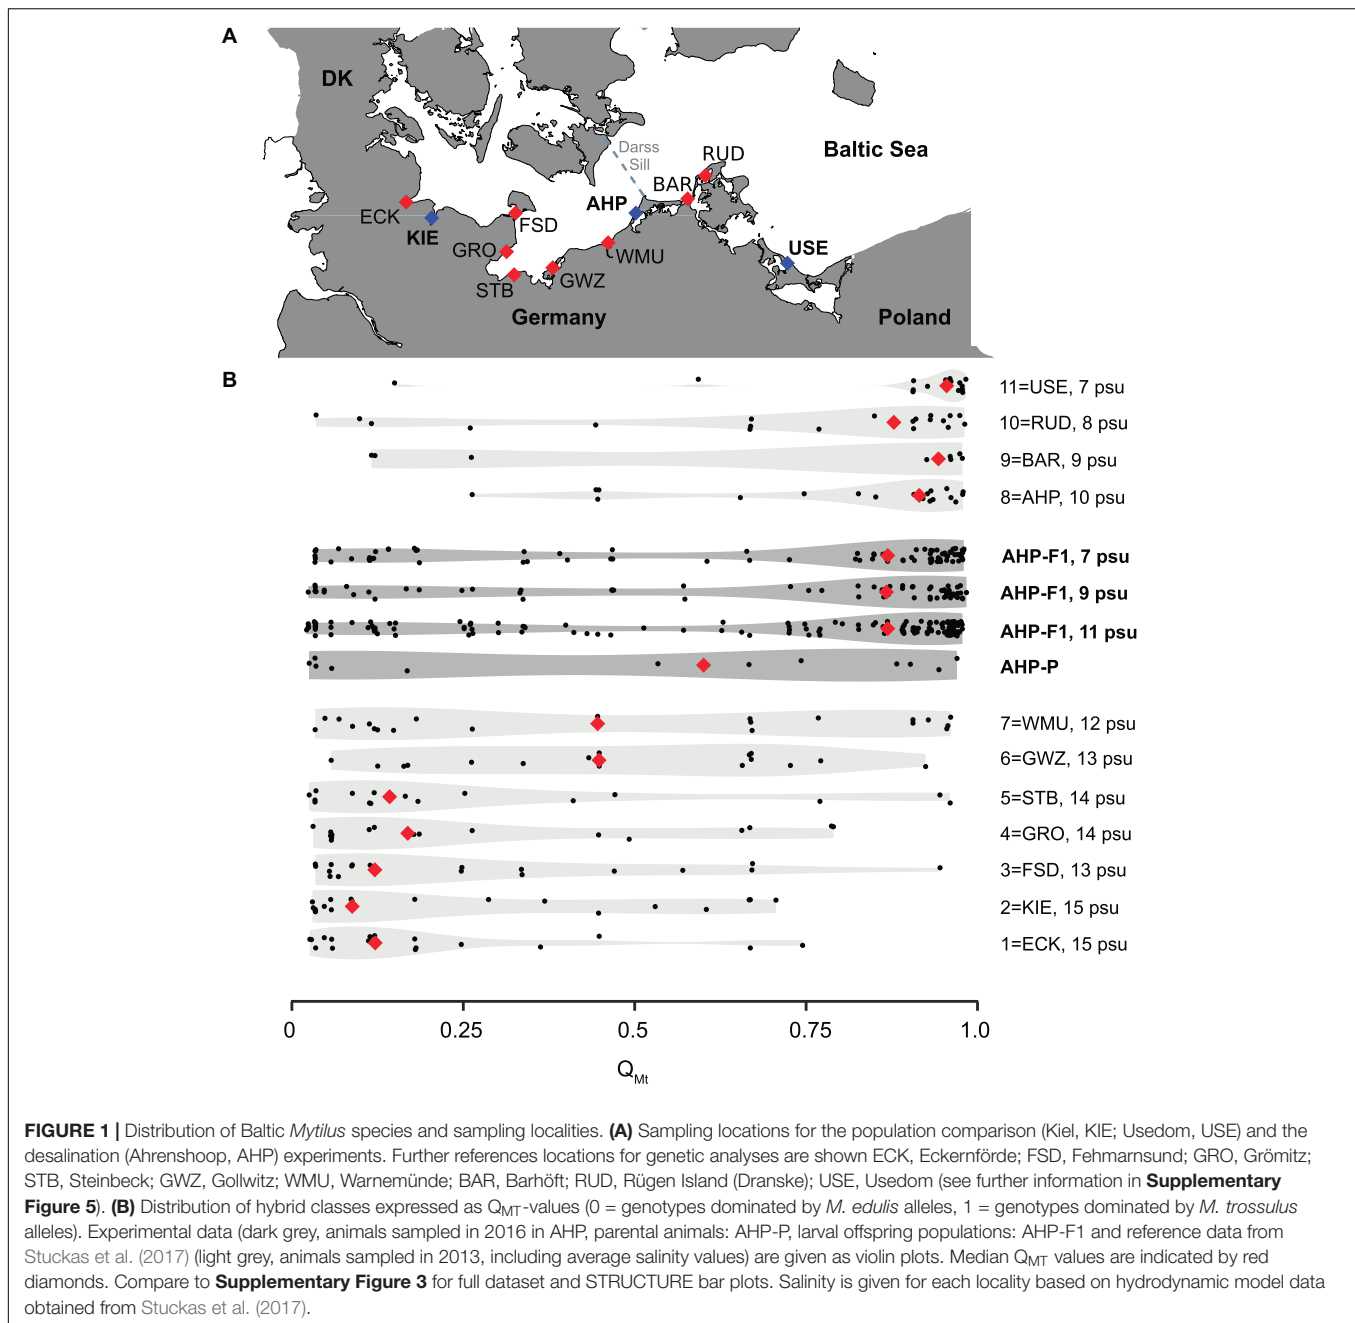 A
DK
Darss
Sill
RUD
Baltic Sea
BAR
AHP
ECK
KIE
FSD
GRO
WMU
USE
STB
GWZ
Germany
Poland
B
11=USE, 7 psu
10=RUD, 8 psu
9=BAR, 9 psu
8=AHP, 10 psu
AHP-F1, 7 psu
AHP-F1, 9 psu
AHP-F1, 11 psu
AHP-P
7=WMU, 12 psu
6=GWZ, 13 psu
5=STB, 14 psu
4=GRO, 14 psu
3=FSD, 13 psu
2=KIE, 15 psu
1=ECK, 15 psu
0 0.25 0.5 0.75 1.0
QMt
FIGURE 1 | Distribution of Baltic Mytilus species and sampling localities. (A) Sampling locations for the population comparison (Kiel, KIE; Usedom, USE) and the
desalination (Ahrenshoop, AHP) experiments. Further references locations for genetic analyses are shown ECK, Eckernförde; FSD, Fehmarnsund; GRO, Grömitz;
STB, Steinbeck; GWZ, Gollwitz; WMU, Warnemünde; BAR, Barhöft; RUD, Rügen Island (Dranske); USE, Usedom (see further information in Supplementary
Figure 5). (B) Distribution of hybrid classes expressed as QMT-values (0 = genotypes dominated by M. edulis alleles, 1 = genotypes dominated by M. trossulus
alleles). Experimental data (dark grey, animals sampled in 2016 in AHP, parental animals: AHP-P, larval offspring populations: AHP-F1 and reference data from
Stuckas et al. (2017) (light grey, animals sampled in 2013, including average salinity values) are given as violin plots. Median QMT values are indicated by red
diamonds. Compare to Supplementary Figure 3 for full dataset and STRUCTURE bar plots. Salinity is given for each locality based on hydrodynamic model data
obtained from Stuckas et al. (2017).